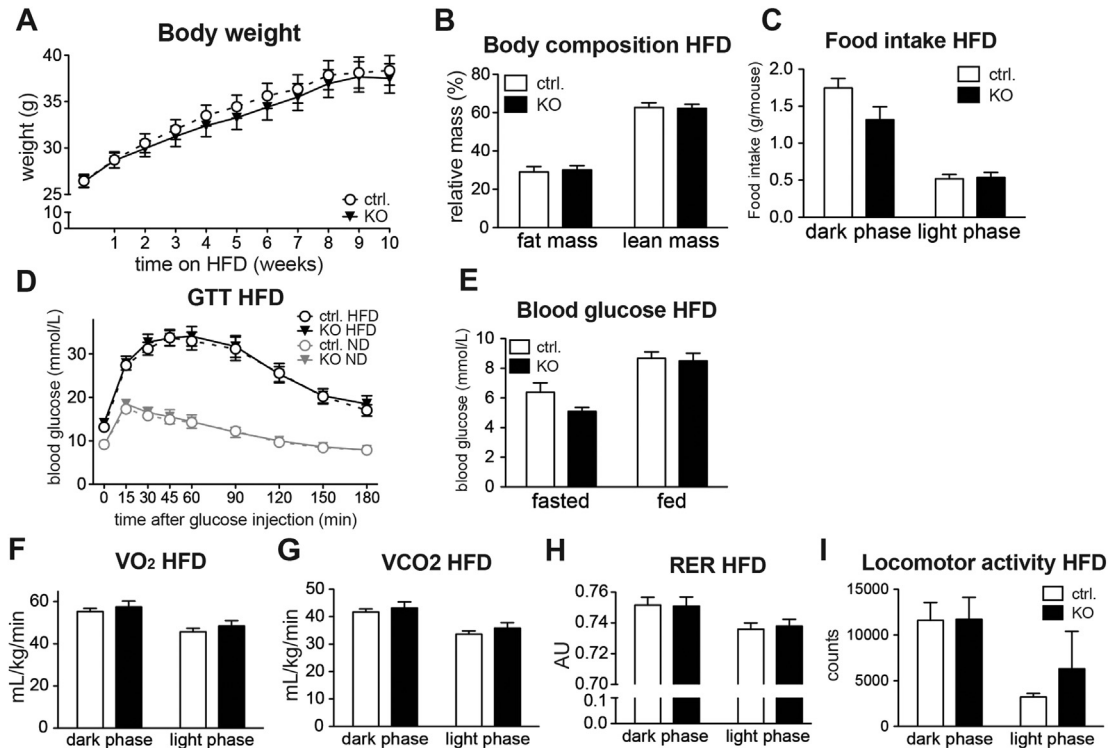 A
Body weight
weight (g)
40
35
30
25
10
0
1 2 3 4 5 6 7 8 9 10
time on HFD (weeks)
ctrl.
KO
B
Body composition HFD
relative mass (%)
80
60
40
20
0
ctrl.
KO
fat mass lean mass
C
Food intake HFD
Food intake (g/mouse)
2.0
1.5
1.0
0.5
0.0
ctrl.
KO
dark phase light phase
D
GTT HFD
blood glucose (mmol/L)
30
20
10
0
ctrl. HFD
KO HFD
ctrl. ND
KO ND
0 15 30 45 60 90 120 150 180
time after glucose injection (min)
E
Blood glucose HFD
blood glucose (mmol/L)
10
8
6
4
2
0
ctrl.
KO
fasted fed
F
VO2 HFD
mL/kg/min
60
40
20
0
dark phase light phase
G
VCO2 HFD
mL/kg/min
50
40
30
20
10
0
dark phase light phase
H
RER HFD
AU
0.76
0.74
0.72
0.70
0.1
0.0
dark phase light phase
I
Locomotor activity HFD
counts
15000
10000
5000
0
ctrl.
KO
dark phase light phase